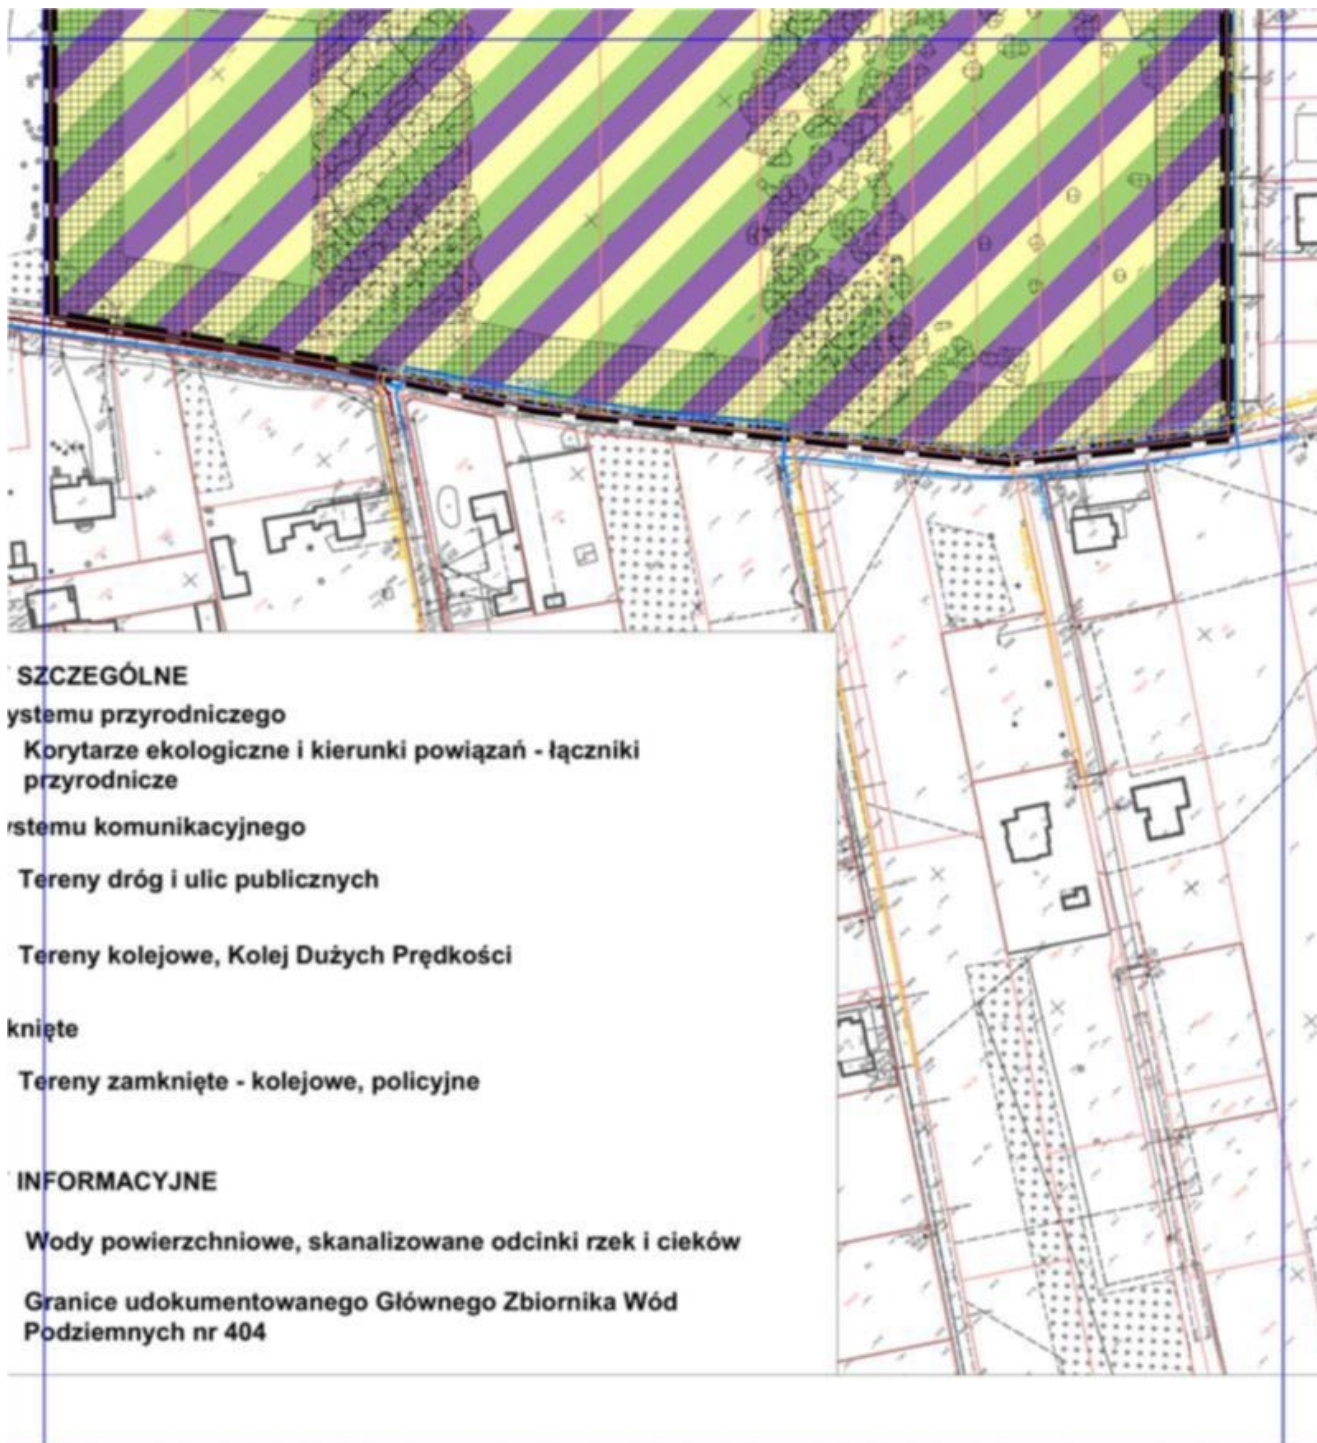 SZCZEGÓLNE
ystemu przyrodniczego
Korytarze ekologiczne i kierunki powiązań - łączniki
przyrodnicze
ystemu komunikacyjnego
Tereny dróg i ulic publicznych
Tereny kolejowe, Kolej Dużych Prędkości
knięte
Tereny zamknięte - kolejowe, policyjne
INFORMACYJNE
Wody powierzchniowe, skanalizowane odcinki rzek i cieków
Granice udokumentowanego Głównego Zbiornika Wód
Podziemnych nr 404